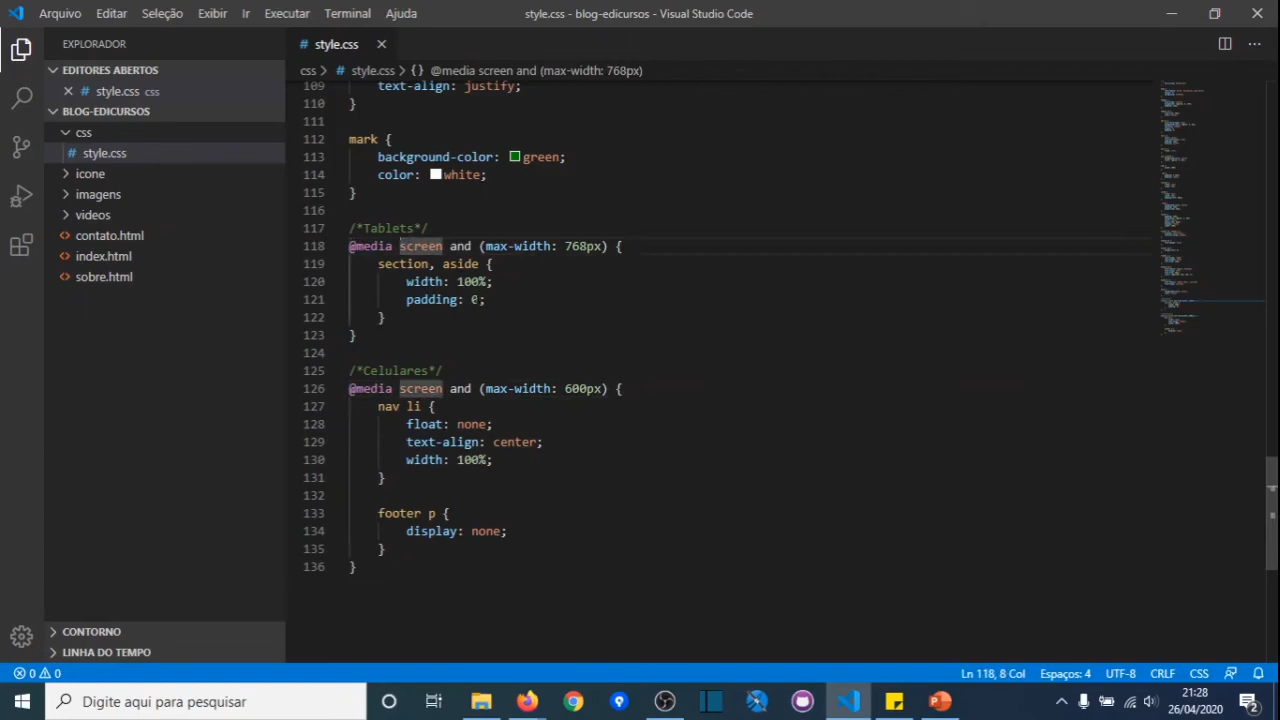 Arquivo Editar Seleção Exibir Ir Executar Terminal Ajuda style.css - blog-edicursos - Visual Studio Code
EXPLORADOR
EDITORES ABERTOS
style.css css
BLOG-EDICURSOS
css
# style.css
icone
imagens
videos
<> contato.html
<> index.html
<> sobre.html
CONTORNO
LINHA DO TEMPO
# style.css
css > # style.css > {} @media screen and (max-width: 768px)
109 text-align: justify;
110 }
111
112 mark {
113 background-color: green;
114 color: white;
115 }
116
117 /*Tablets*/
118 @media screen and (max-width: 768px) {
119 section, aside {
120 width: 100%;
121 padding: 0;
122 }
123 }
124
125 /*Celulares*/
126 @media screen and (max-width: 600px) {
127 nav li {
128 float: none;
129 text-align: center;
130 width: 100%;
131 }
132
133 footer p {
134 display: none;
135 }
136 }
0 0 Ln 118, 8 Col Espaços: 4 UTF-8 CRLF CSS
Digite aqui para pesquisar
21:28
26/04/2020
2